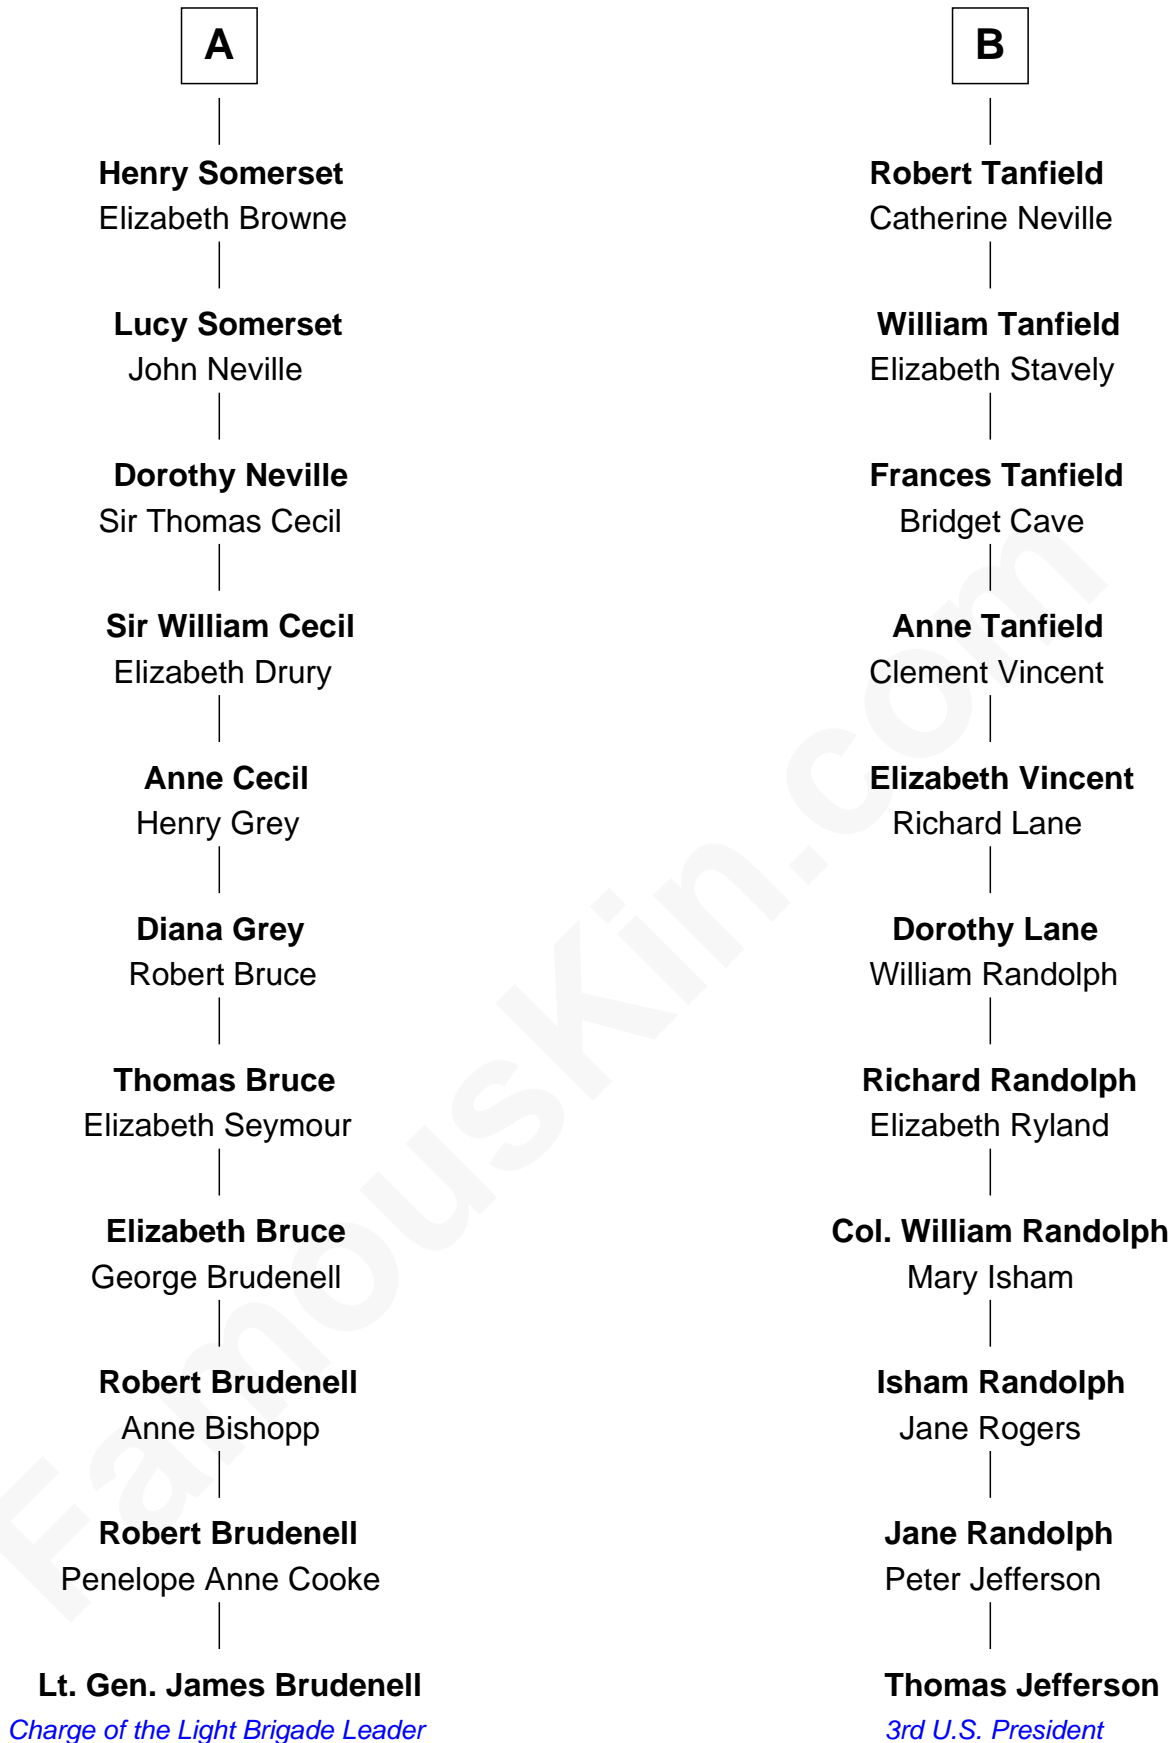 A
Henry Somerset
Elizabeth Browne
Lucy Somerset
John Neville
Dorothy Neville
Sir Thomas Cecil
Sir William Cecil
Elizabeth Drury
Anne Cecil
Henry Grey
Diana Grey
Robert Bruce
Thomas Bruce
Elizabeth Seymour
Elizabeth Bruce
George Brudenell
Robert Brudenell
Anne Bishopp
Robert Brudenell
Penelope Anne Cooke
Lt. Gen. James Brudenell
Charge of the Light Brigade Leader
B
Robert Tanfield
Catherine Neville
William Tanfield
Elizabeth Stavely
Frances Tanfield
Bridget Cave
Anne Tanfield
Clement Vincent
Elizabeth Vincent
Richard Lane
Dorothy Lane
William Randolph
Richard Randolph
Elizabeth Ryland
Col. William Randolph
Mary Isham
Isham Randolph
Jane Rogers
Jane Randolph
Peter Jefferson
Thomas Jefferson
3rd U.S. President
FamousKin.com